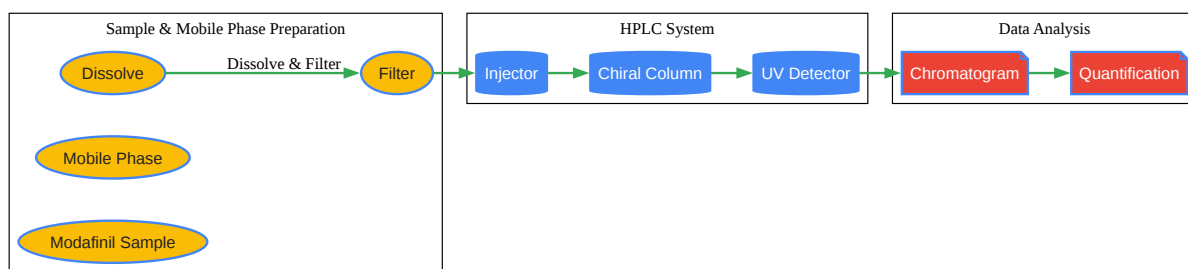 Sample & Mobile Phase Preparation
Dissolve
Dissolve & Filter
Filter
Mobile Phase
Modafinil Sample
HPLC System
Injector
Chiral Column
UV Detector
Data Analysis
Chromatogram
Quantification